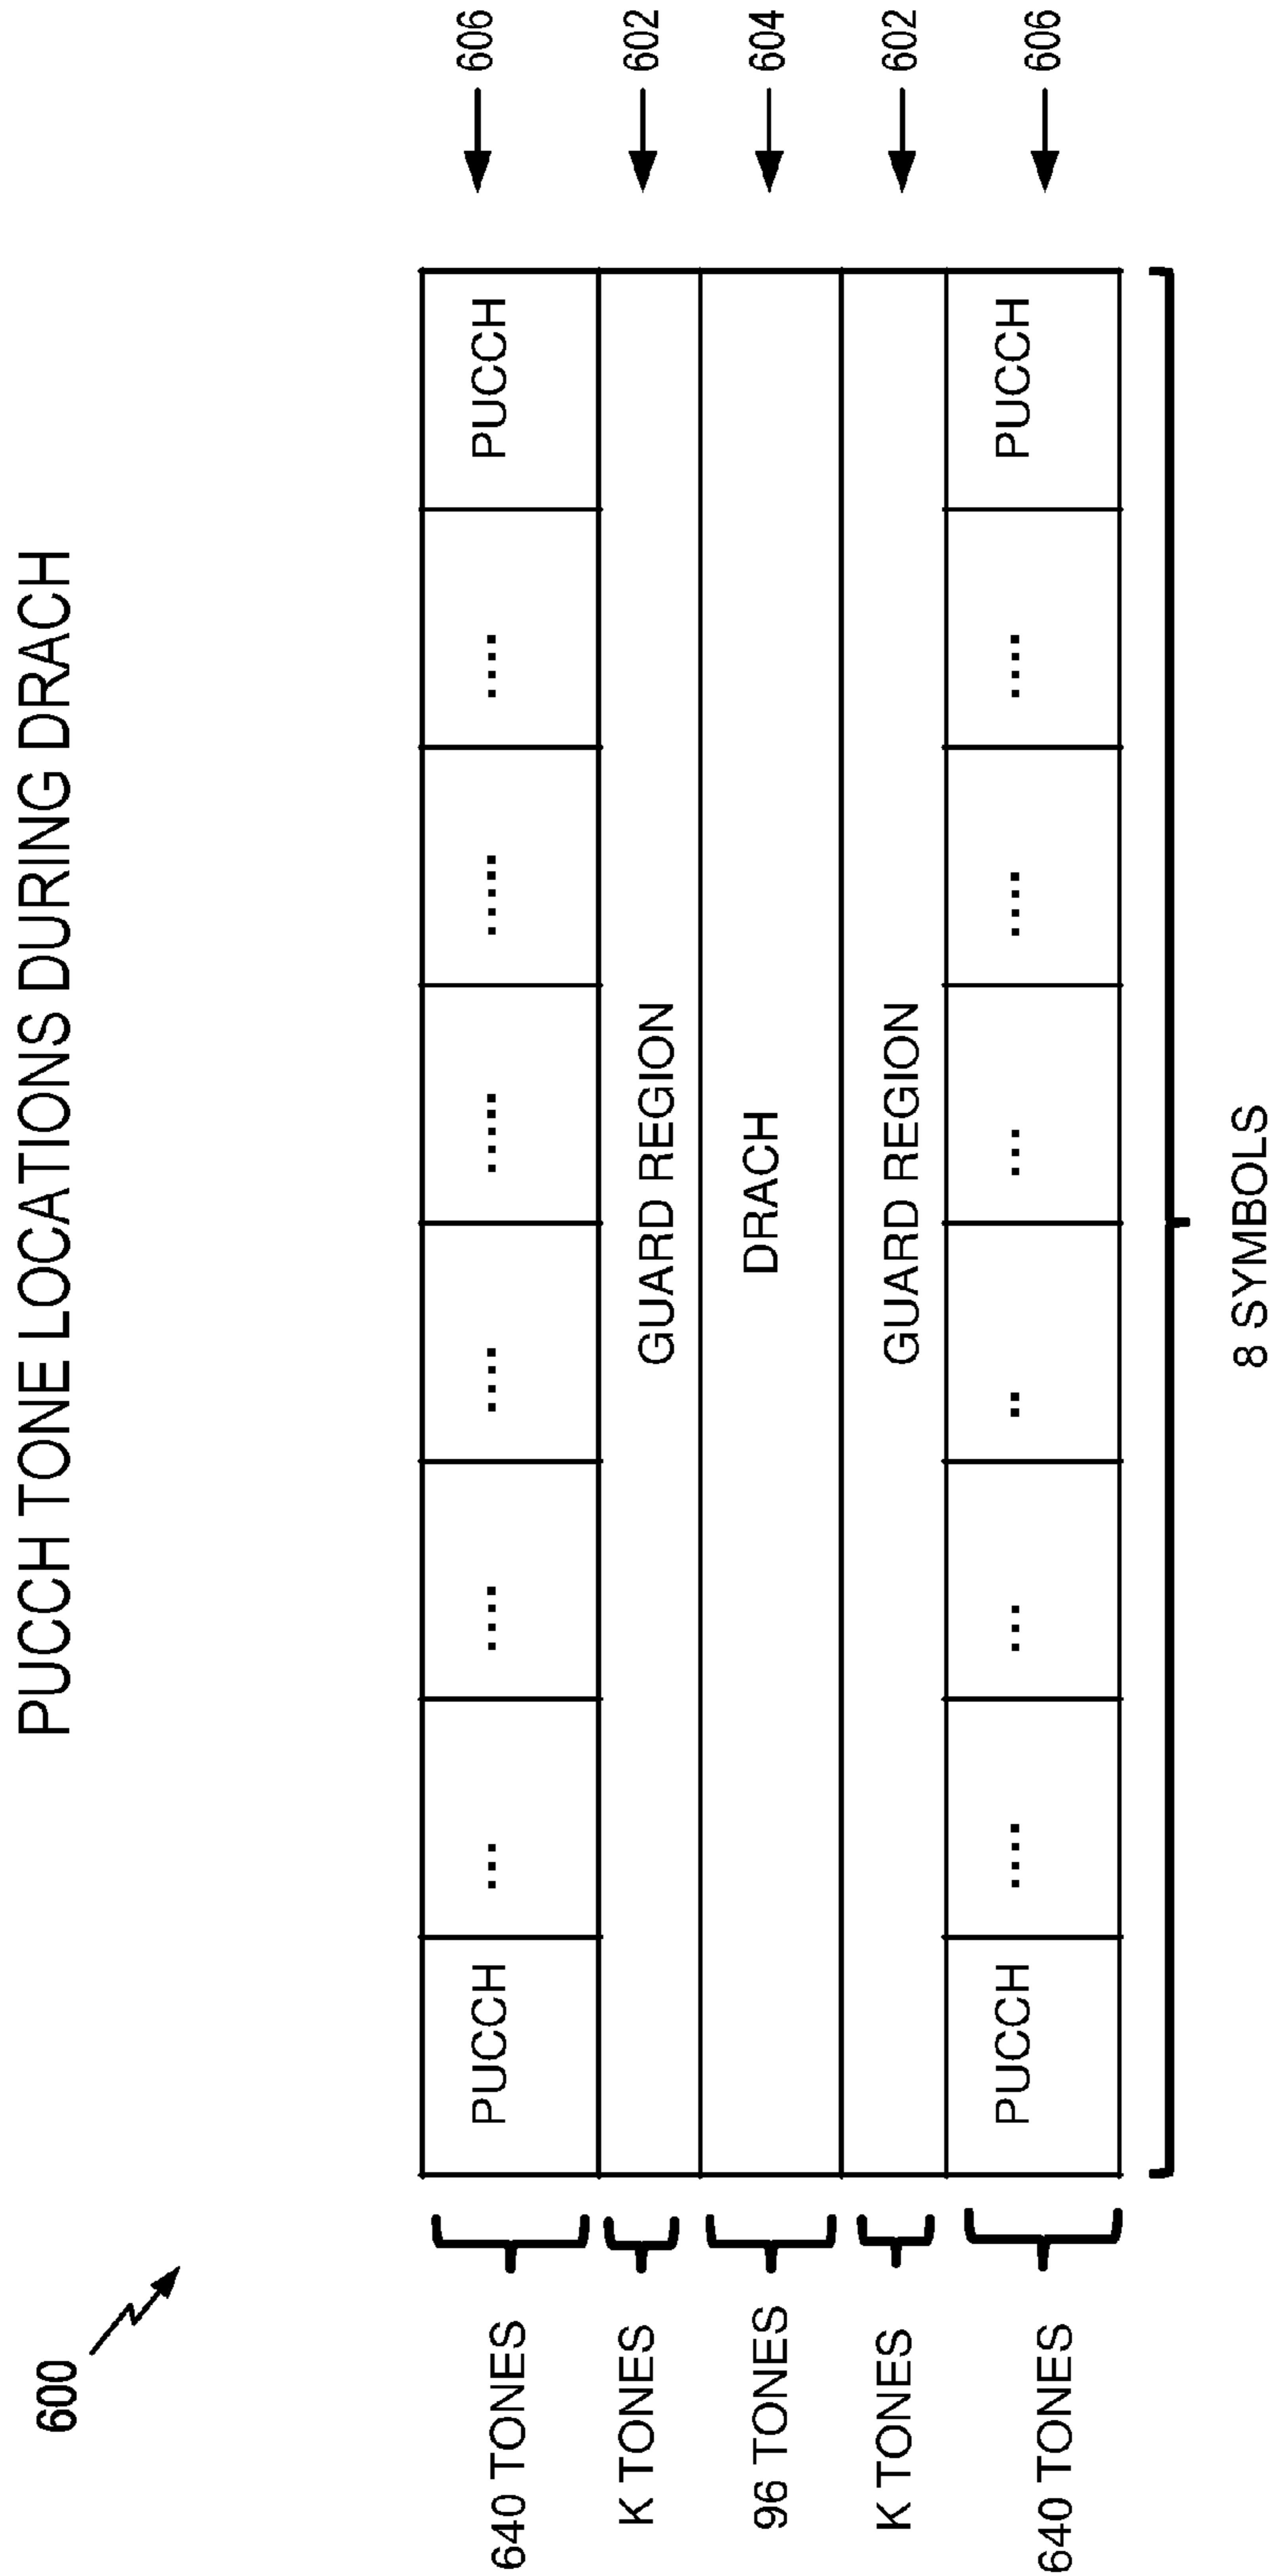 PUCCH TONE LOCATIONS DURING DRACH
600
640 TONES PUCCH ... .... .... ..... ..... .... PUCCH 606
K TONES GUARD REGION 602
96 TONES DRACH 604
K TONES GUARD REGION 602
640 TONES PUCCH .... ... .. ... .... .... PUCCH 606
8 SYMBOLS